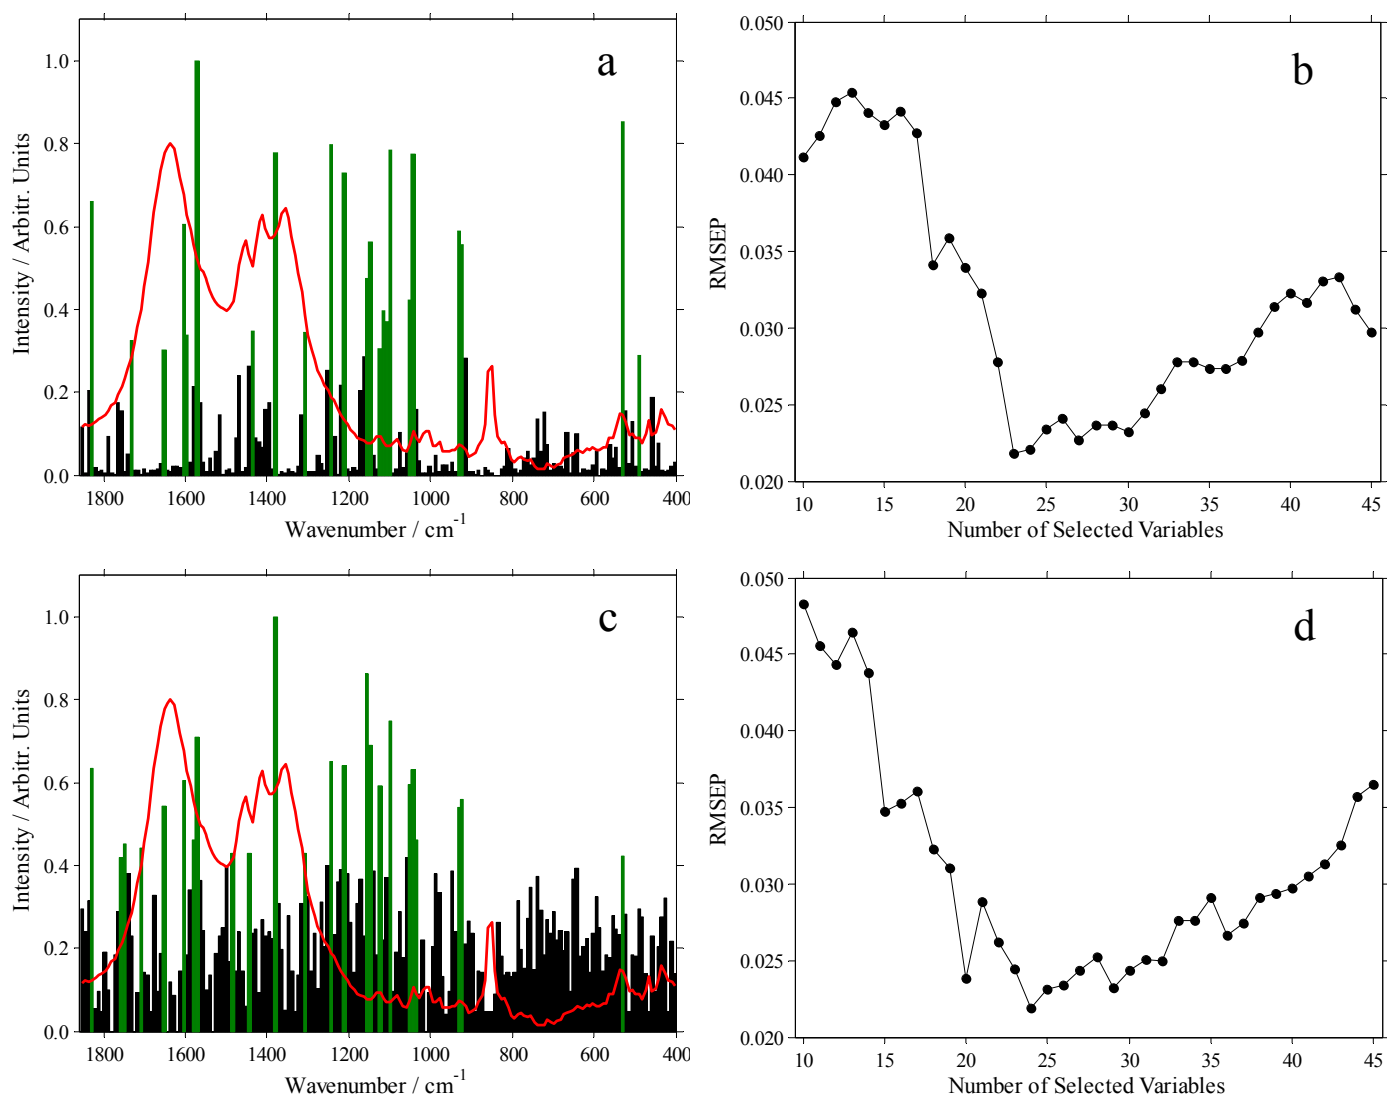 a
1.0
0.8
0.6
0.4
0.2
0.0
Intensity / Arbitr. Units
1800 1600 1400 1200 1000 800 600 400
Wavenumber / cm-1
b
0.050
0.045
0.040
0.035
0.030
0.025
0.020
RMSEP
10 15 20 25 30 35 40 45
Number of Selected Variables
c
1.0
0.8
0.6
0.4
0.2
0.0
Intensity / Arbitr. Units
1800 1600 1400 1200 1000 800 600 400
Wavenumber / cm-1
d
0.050
0.045
0.040
0.035
0.030
0.025
0.020
RMSEP
10 15 20 25 30 35 40 45
Number of Selected Variables